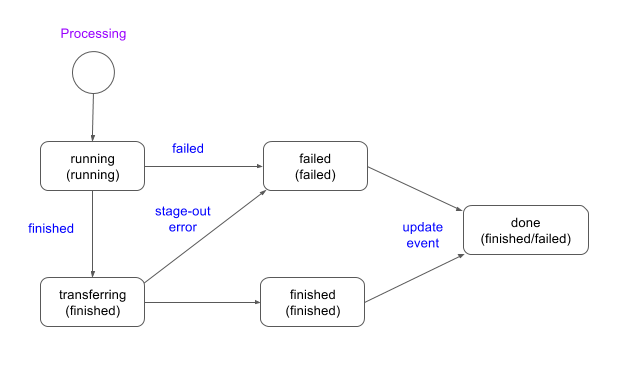 Processing
running
(running)
failed
failed
(failed)
finished
stage-out
error
update
event
done
(finished/failed)
transferring
(finished)
finished
(finished)